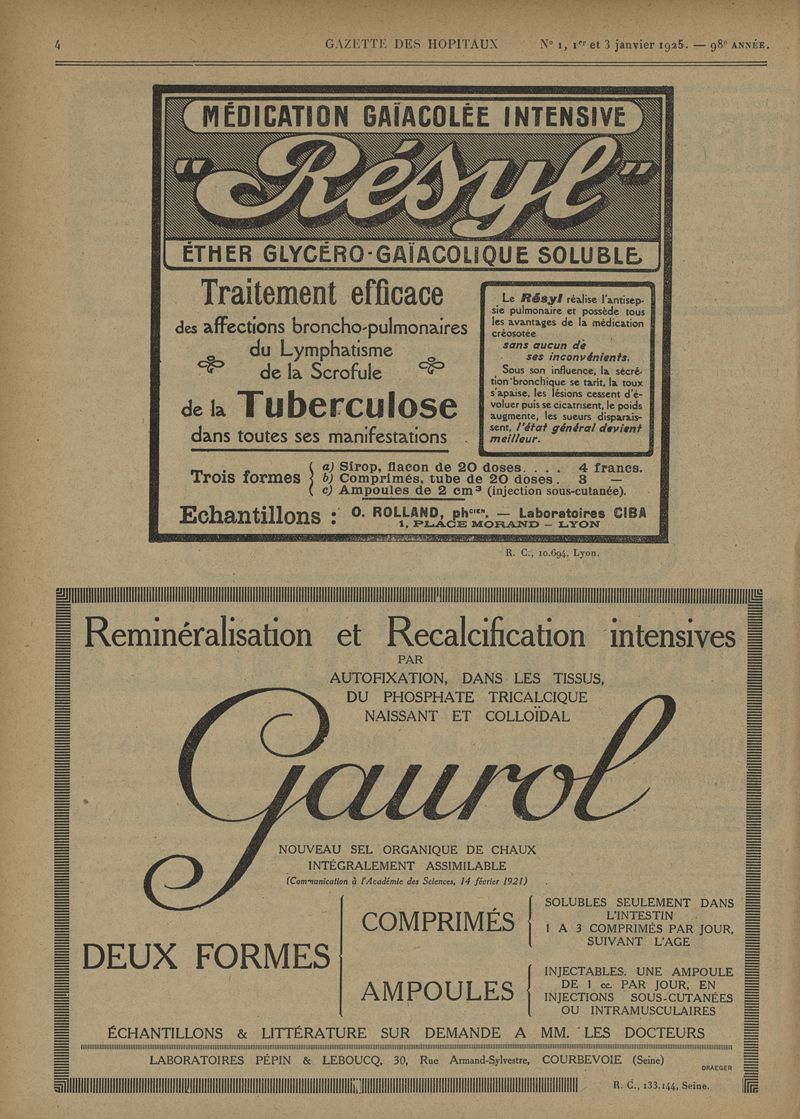 4 GAZETTE DES HOPITAUX N° 1, 1er et 3 janvier 1925. — 98e ANNÉE.
MÉDICATION GAÏACOLÉE INTENSIVE
"Résyl"
ÉTHER GLYCÉRO-GAÏACOLIQUE SOLUBLE
Traitement efficace
des affections broncho-pulmonaires
du Lymphatisme
de la Scrofule
de la Tuberculose
dans toutes ses manifestations
Le Résyl réalise l'antisep-
sie pulmonaire et possède tous
les avantages de la médication
créosotée
sans aucun de
ses inconvénients.
Sous son influence, la sécré-
tion bronchique se tarit, la toux
s'apaise, les lésions cessent d'é-
voluer puis se cicatrisent, le poids
augmente, les sueurs disparais-
sent, l'état général devient
meilleur.
Trois formes
a) Sirop, flacon de 20 doses. . . . 4 francs.
b) Comprimés, tube de 20 doses . 3 —
c) Ampoules de 2 cm³ (injection sous-cutanée).
Echantillons : O. ROLLAND, phcien. — Laboratoires CIBA
1, PLACE MORAND - LYON
R. C., 10.694, Lyon.
Reminéralisation et Recalcification intensives
PAR
AUTOFIXATION, DANS LES TISSUS,
DU PHOSPHATE TRICALCIQUE
NAISSANT ET COLLOÏDAL
Gaurol
NOUVEAU SEL ORGANIQUE DE CHAUX
INTÉGRALEMENT ASSIMILABLE
(Communication à l'Académie des Sciences, 14 février 1921)
DEUX FORMES
COMPRIMÉS
SOLUBLES SEULEMENT DANS
L'INTESTIN
1 A 3 COMPRIMÉS PAR JOUR,
SUIVANT L'AGE
AMPOULES
INJECTABLES. UNE AMPOULE
DE 1 cc. PAR JOUR, EN
INJECTIONS SOUS-CUTANÉES
OU INTRAMUSCULAIRES
ÉCHANTILLONS & LITTÉRATURE SUR DEMANDE A MM. LES DOCTEURS
LABORATOIRES PÉPIN & LEBOUCQ, 30, Rue Armand-Sylvestre, COURBEVOIE (Seine)
DRAEGER
R. C., 133.144, Seine.